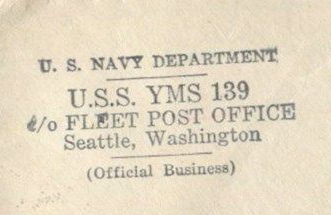 U. S. NAVY DEPARTMENT
U.S.S. YMS 139
c/o FLEET POST OFFICE
Seattle, Washington
(Official Business)